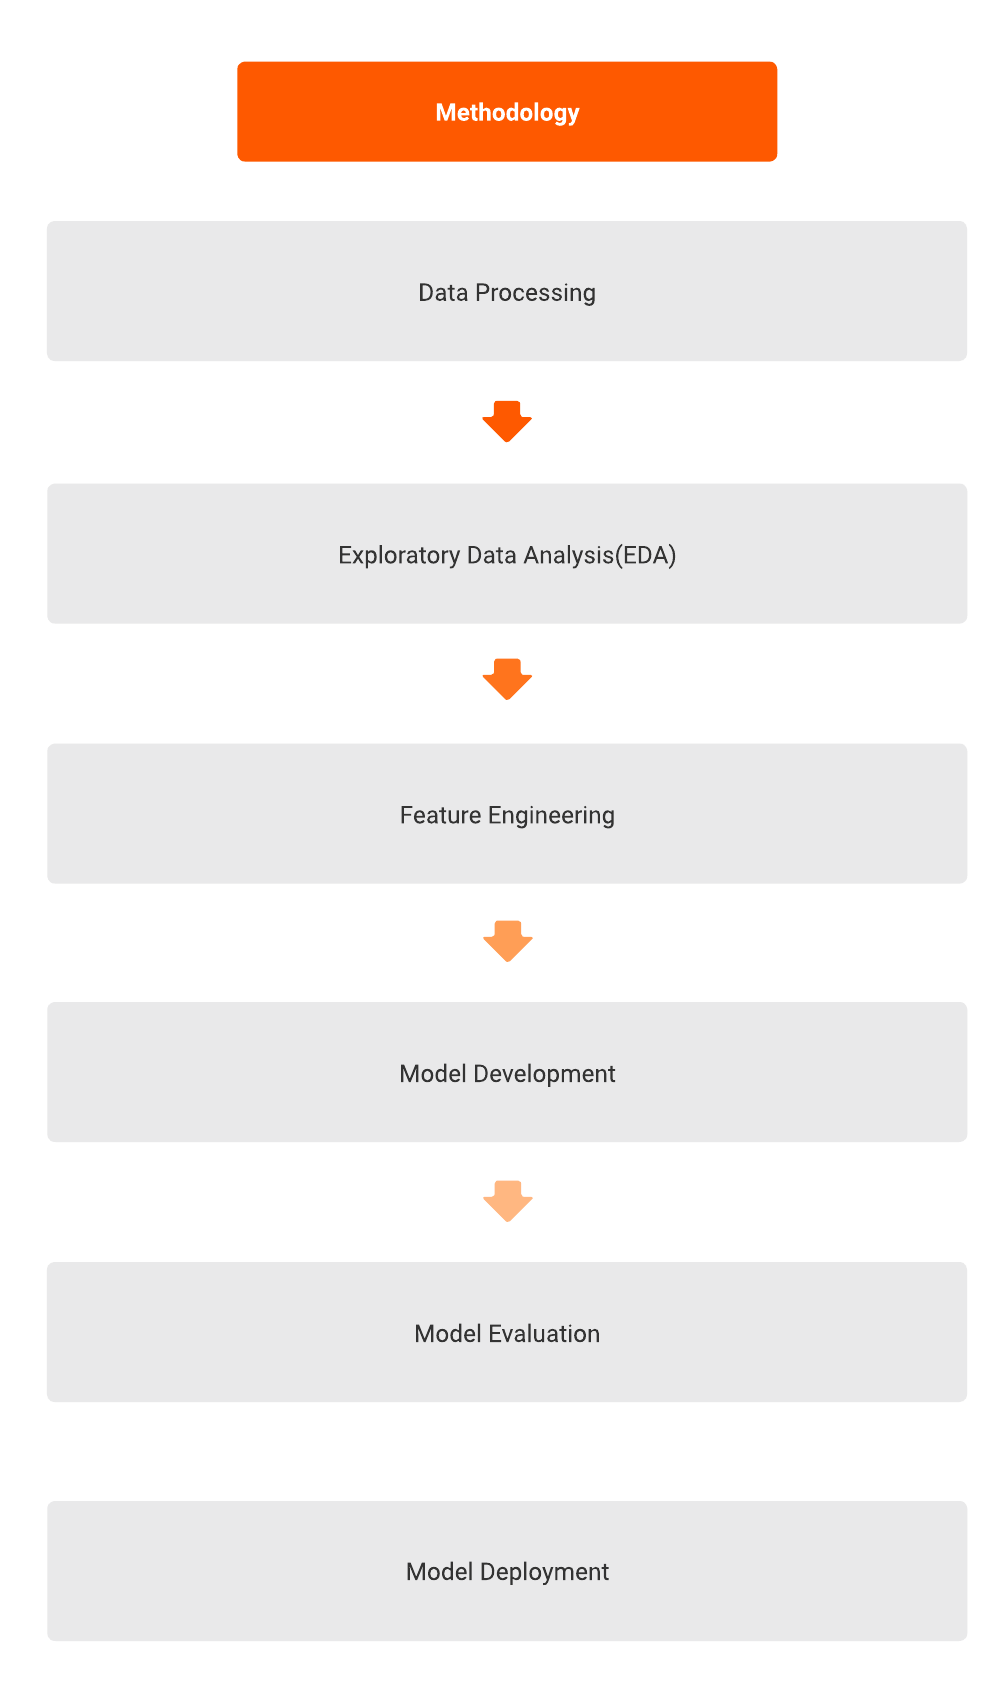 Methodology
Data Processing
Exploratory Data Analysis(EDA)
Feature Engineering
Model Development
Model Evaluation
Model Deployment